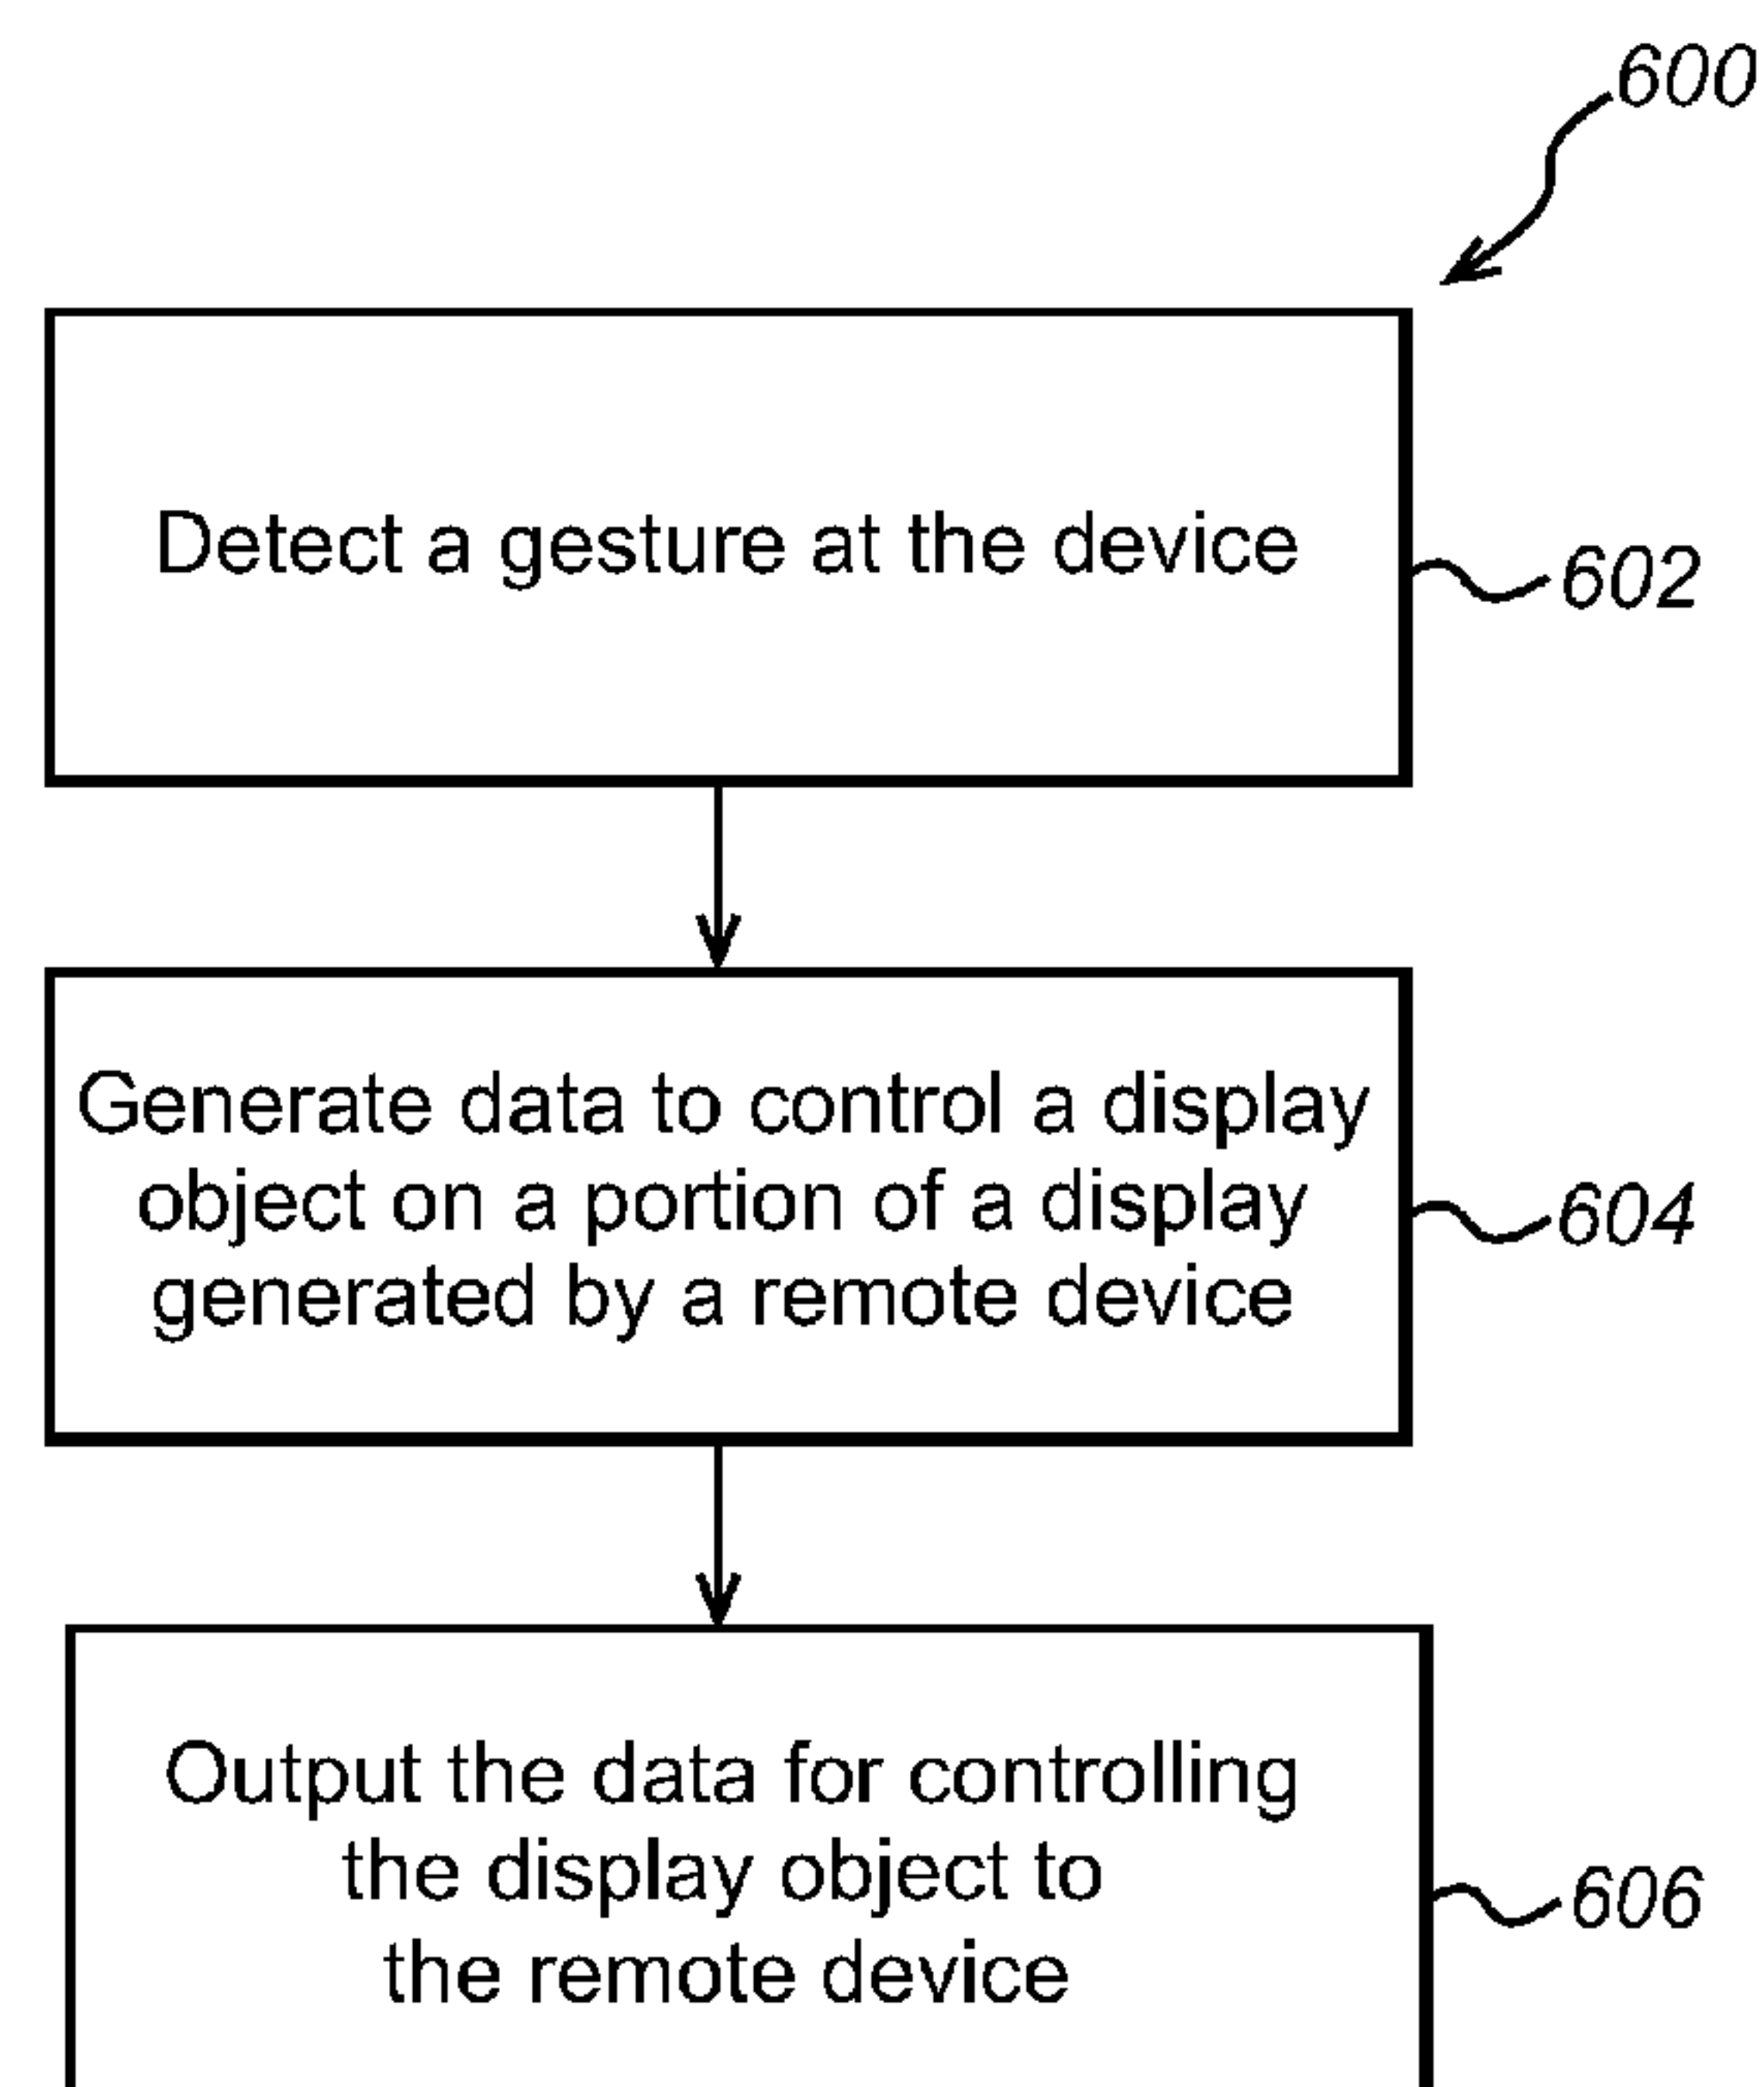 600
Detect a gesture at the device
602
Generate data to control a display
object on a portion of a display
generated by a remote device
604
Output the data for controlling
the display object to
the remote device
606